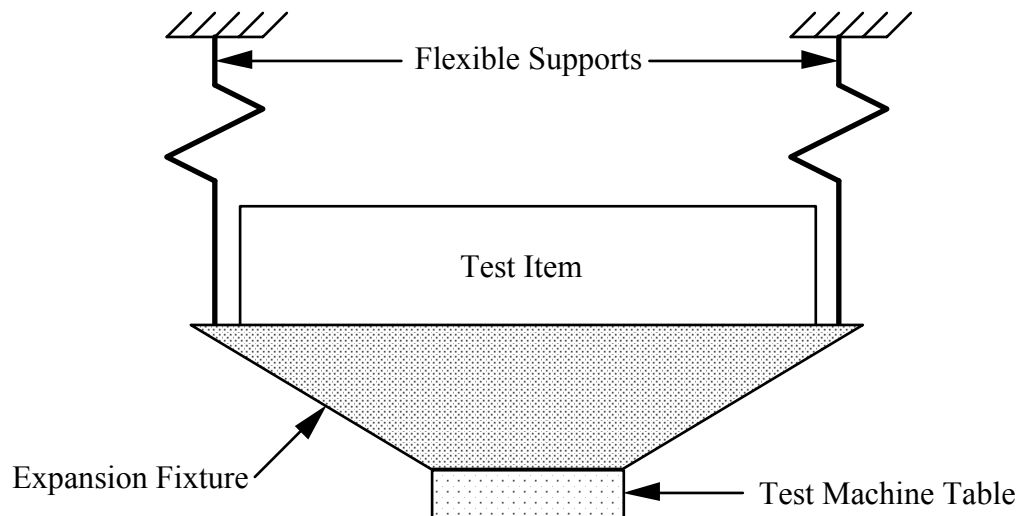 Flexible Supports
Test Item
Expansion Fixture
Test Machine Table